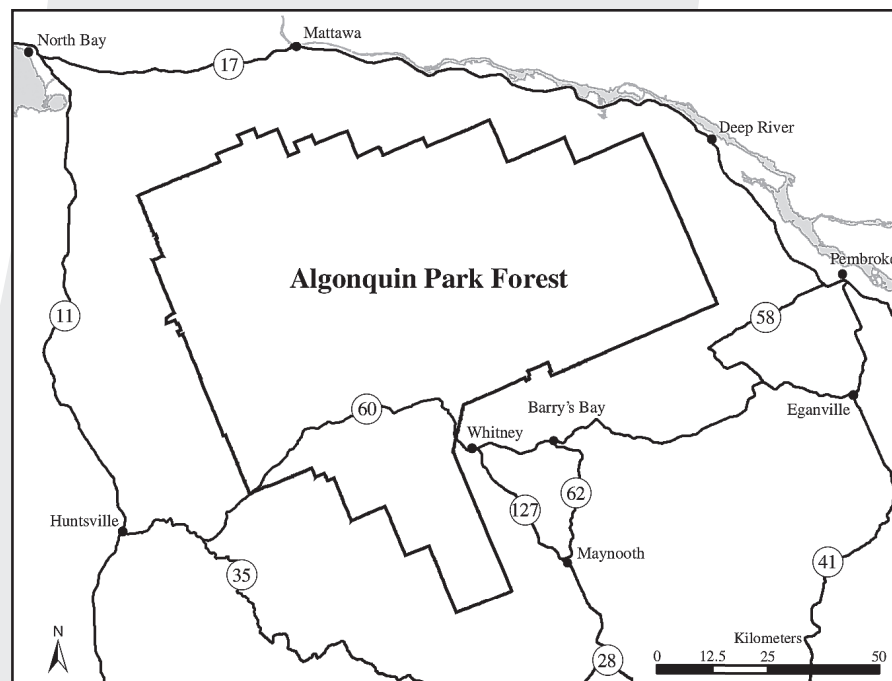 North Bay
Mattawa
17
Deep River
Pembroke
Algonquin Park Forest
11
58
60
Barry's Bay
Eganville
Whitney
62
127
Huntsville
Maynooth
35
41
N
Kilometers
28
0 12.5 25 50